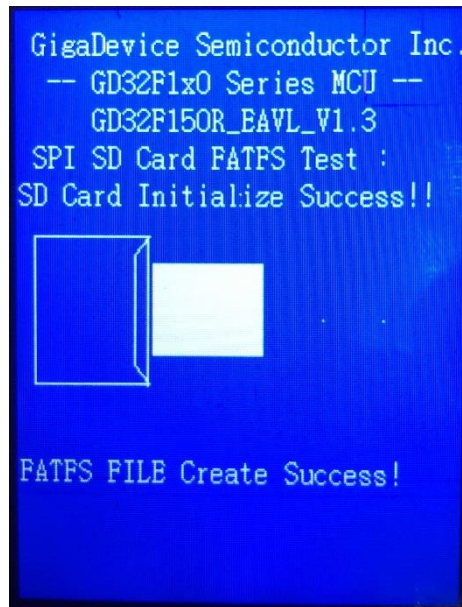 GigaDevice Semiconductor Inc.
-- GD32F1x0 Series MCU --
GD32F150R_EAVL_V1.3
SPI SD Card FATFS Test :
SD Card Initialize Success!!
FATFS FILE Create Success!